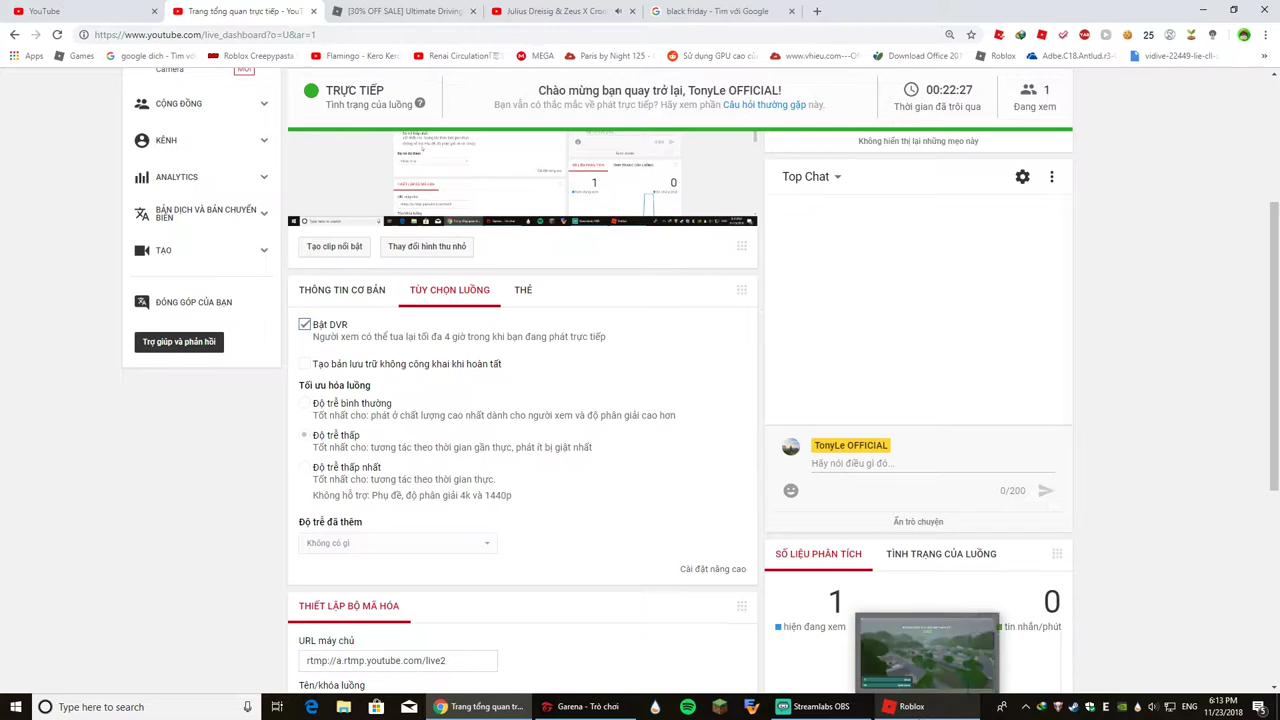 YouTube
Trang tổng quan trực tiếp - YouT
[30% OFF SALE] Ultimate Driving
Julius Dreisig & Zeus X Cro
black friday - Tìm với Google
https://www.youtube.com/live_dashboard?o=U&ar=1
25
Apps
Games
google dich - Tìm với
Roblox Creepypasta
Flamingo - Kero Kero
Renai Circulation
MEGA
Paris by Night 125 -
Sử dụng GPU cao củ
www.vhieu.com---Of
Download Office 201
Roblox
Adbe.C18.Antlud.r3-
vidive-22449-lie-cll-
Camera
MỚI
CỘNG ĐỒNG
KÊNH
ANALYTICS
BẢN DỊCH VÀ BẢN CHUYỂN
BIÊN
TẠO
ĐÓNG GÓP CỦA BẠN
Trợ giúp và phản hồi
TRỰC TIẾP
Tình trạng của luồng
Chào mừng bạn quay trở lại, TonyLe OFFICIAL!
Bạn vẫn có thắc mắc về phát trực tiếp? Hãy xem phần Câu hỏi thường gặp này.
00:22:27
Thời gian đã trôi qua
1
Đang xem
Tạo clip nổi bật
Thay đổi hình thu nhỏ
THÔNG TIN CƠ BẢN
TÙY CHỌN LUỒNG
THẺ
Bật DVR
Người xem có thể tua lại tối đa 4 giờ trong khi bạn đang phát trực tiếp
Tạo bản lưu trữ không công khai khi hoàn tất
Tối ưu hóa luồng
Độ trễ bình thường
Tốt nhất cho: phát ở chất lượng cao nhất dành cho người xem và độ phân giải cao hơn
Độ trễ thấp
Tốt nhất cho: tương tác theo thời gian gần thực, phát ít bị giật nhất
Độ trễ thấp nhất
Tốt nhất cho: tương tác theo thời gian thực.
Không hỗ trợ: Phụ đề, độ phân giải 4k và 1440p
Độ trễ đã thêm
Không có gì
Cài đặt nâng cao
THIẾT LẬP BỘ MÃ HÓA
URL máy chủ
rtmp://a.rtmp.youtube.com/live2
Tên/khóa luồng
Không hiển thị lại những mẹo này
Top Chat
TonyLe OFFICIAL
Hãy nói điều gì đó...
0/200
Ẩn trò chuyện
SỐ LIỆU PHÂN TÍCH
TÌNH TRẠNG CỦA LUỒNG
1
0
hiện đang xem
tin nhắn/phút
Type here to search
Trang tổng quan tr...
Garena - Trò chơi
Streamlabs OBS
Roblox
6:13 PM
11/23/2018